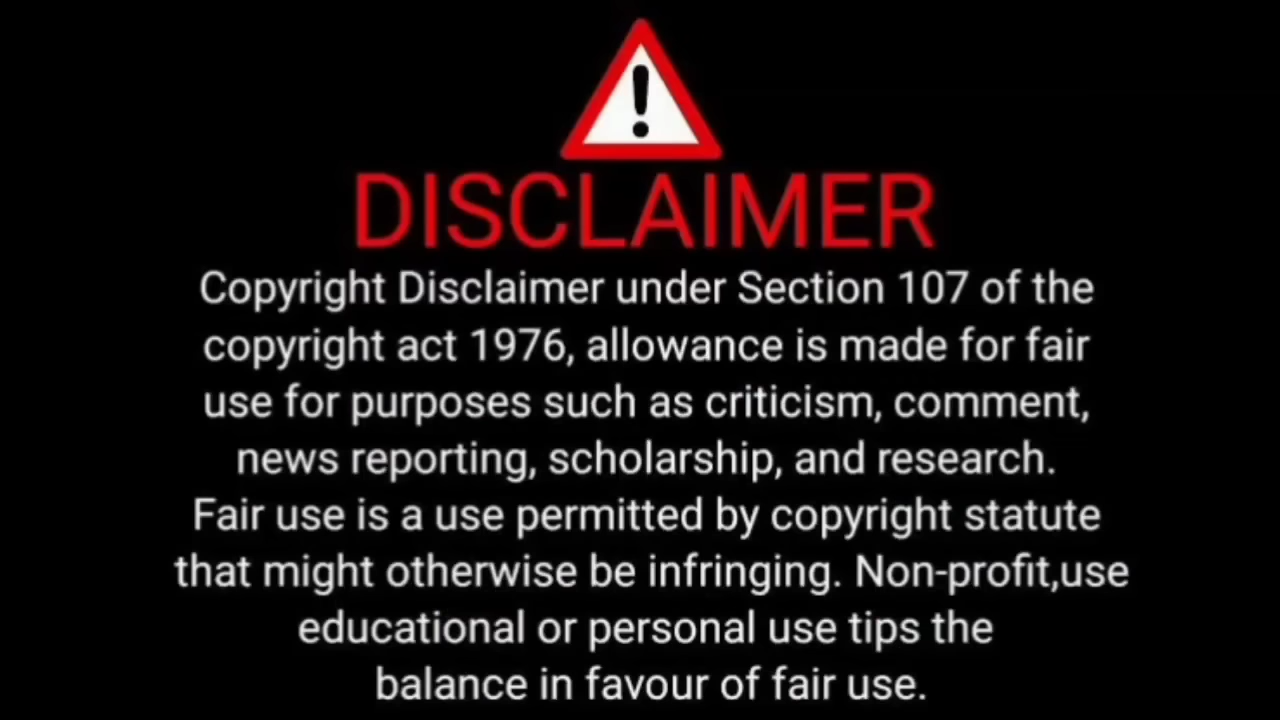 DISCLAIMER
Copyright Disclaimer under Section 107 of the
copyright act 1976, allowance is made for fair
use for purposes such as criticism, comment,
news reporting, scholarship, and research.
Fair use is a use permitted by copyright statute
that might otherwise be infringing. Non-profit,use
educational or personal use tips the
balance in favour of fair use.